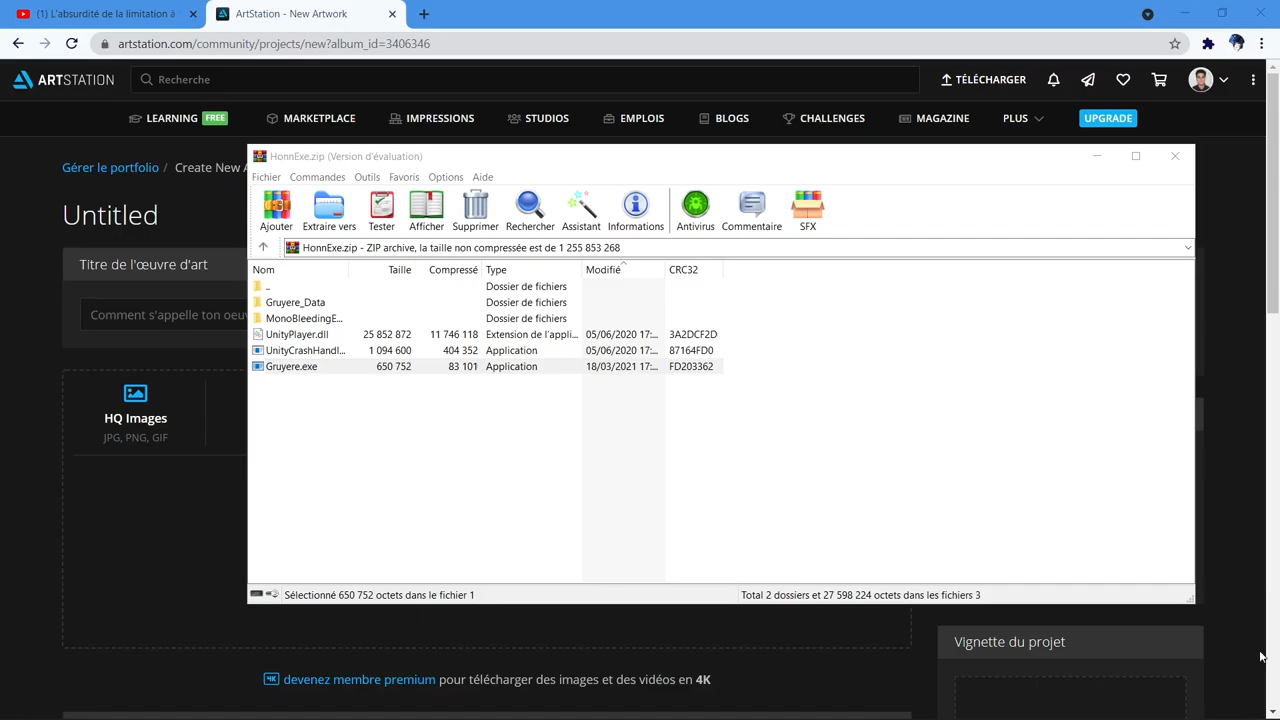 (1) L'absurdité de la limitation à
ArtStation - New Artwork
artstation.com/community/projects/new?album_id=3406346
ARTSTATION
Recherche
TÉLÉCHARGER
LEARNING FREE
MARKETPLACE
IMPRESSIONS
STUDIOS
EMPLOIS
BLOGS
CHALLENGES
MAGAZINE
PLUS
UPGRADE
Gérer le portfolio / Create New A
Untitled
Titre de l'œuvre d'art
Comment s'appelle ton oeuv
HQ Images
JPG, PNG, GIF
HonnExe.zip (Version d'évaluation)
Fichier Commandes Outils Favoris Options Aide
Ajouter Extraire vers Tester Afficher Supprimer Rechercher Assistant Informations Antivirus Commentaire SFX
HonnExe.zip - ZIP archive, la taille non compressée est de 1 255 853 268
Nom Taille Compressé Type Modifié CRC32
.. Dossier de fichiers
Gruyere_Data Dossier de fichiers
MonoBleedingE... Dossier de fichiers
UnityPlayer.dll 25 852 872 11 746 118 Extension de l'appli... 05/06/2020 17:... 3A2DCF2D
UnityCrashHandl... 1 094 600 404 352 Application 05/06/2020 17:... 87164FD0
Gruyere.exe 650 752 83 101 Application 18/03/2021 17:... FD203362
Sélectionné 650 752 octets dans le fichier 1
Total 2 dossiers et 27 598 224 octets dans les fichiers 3
4K devenez membre premium pour télécharger des images et des vidéos en 4K
Vignette du projet